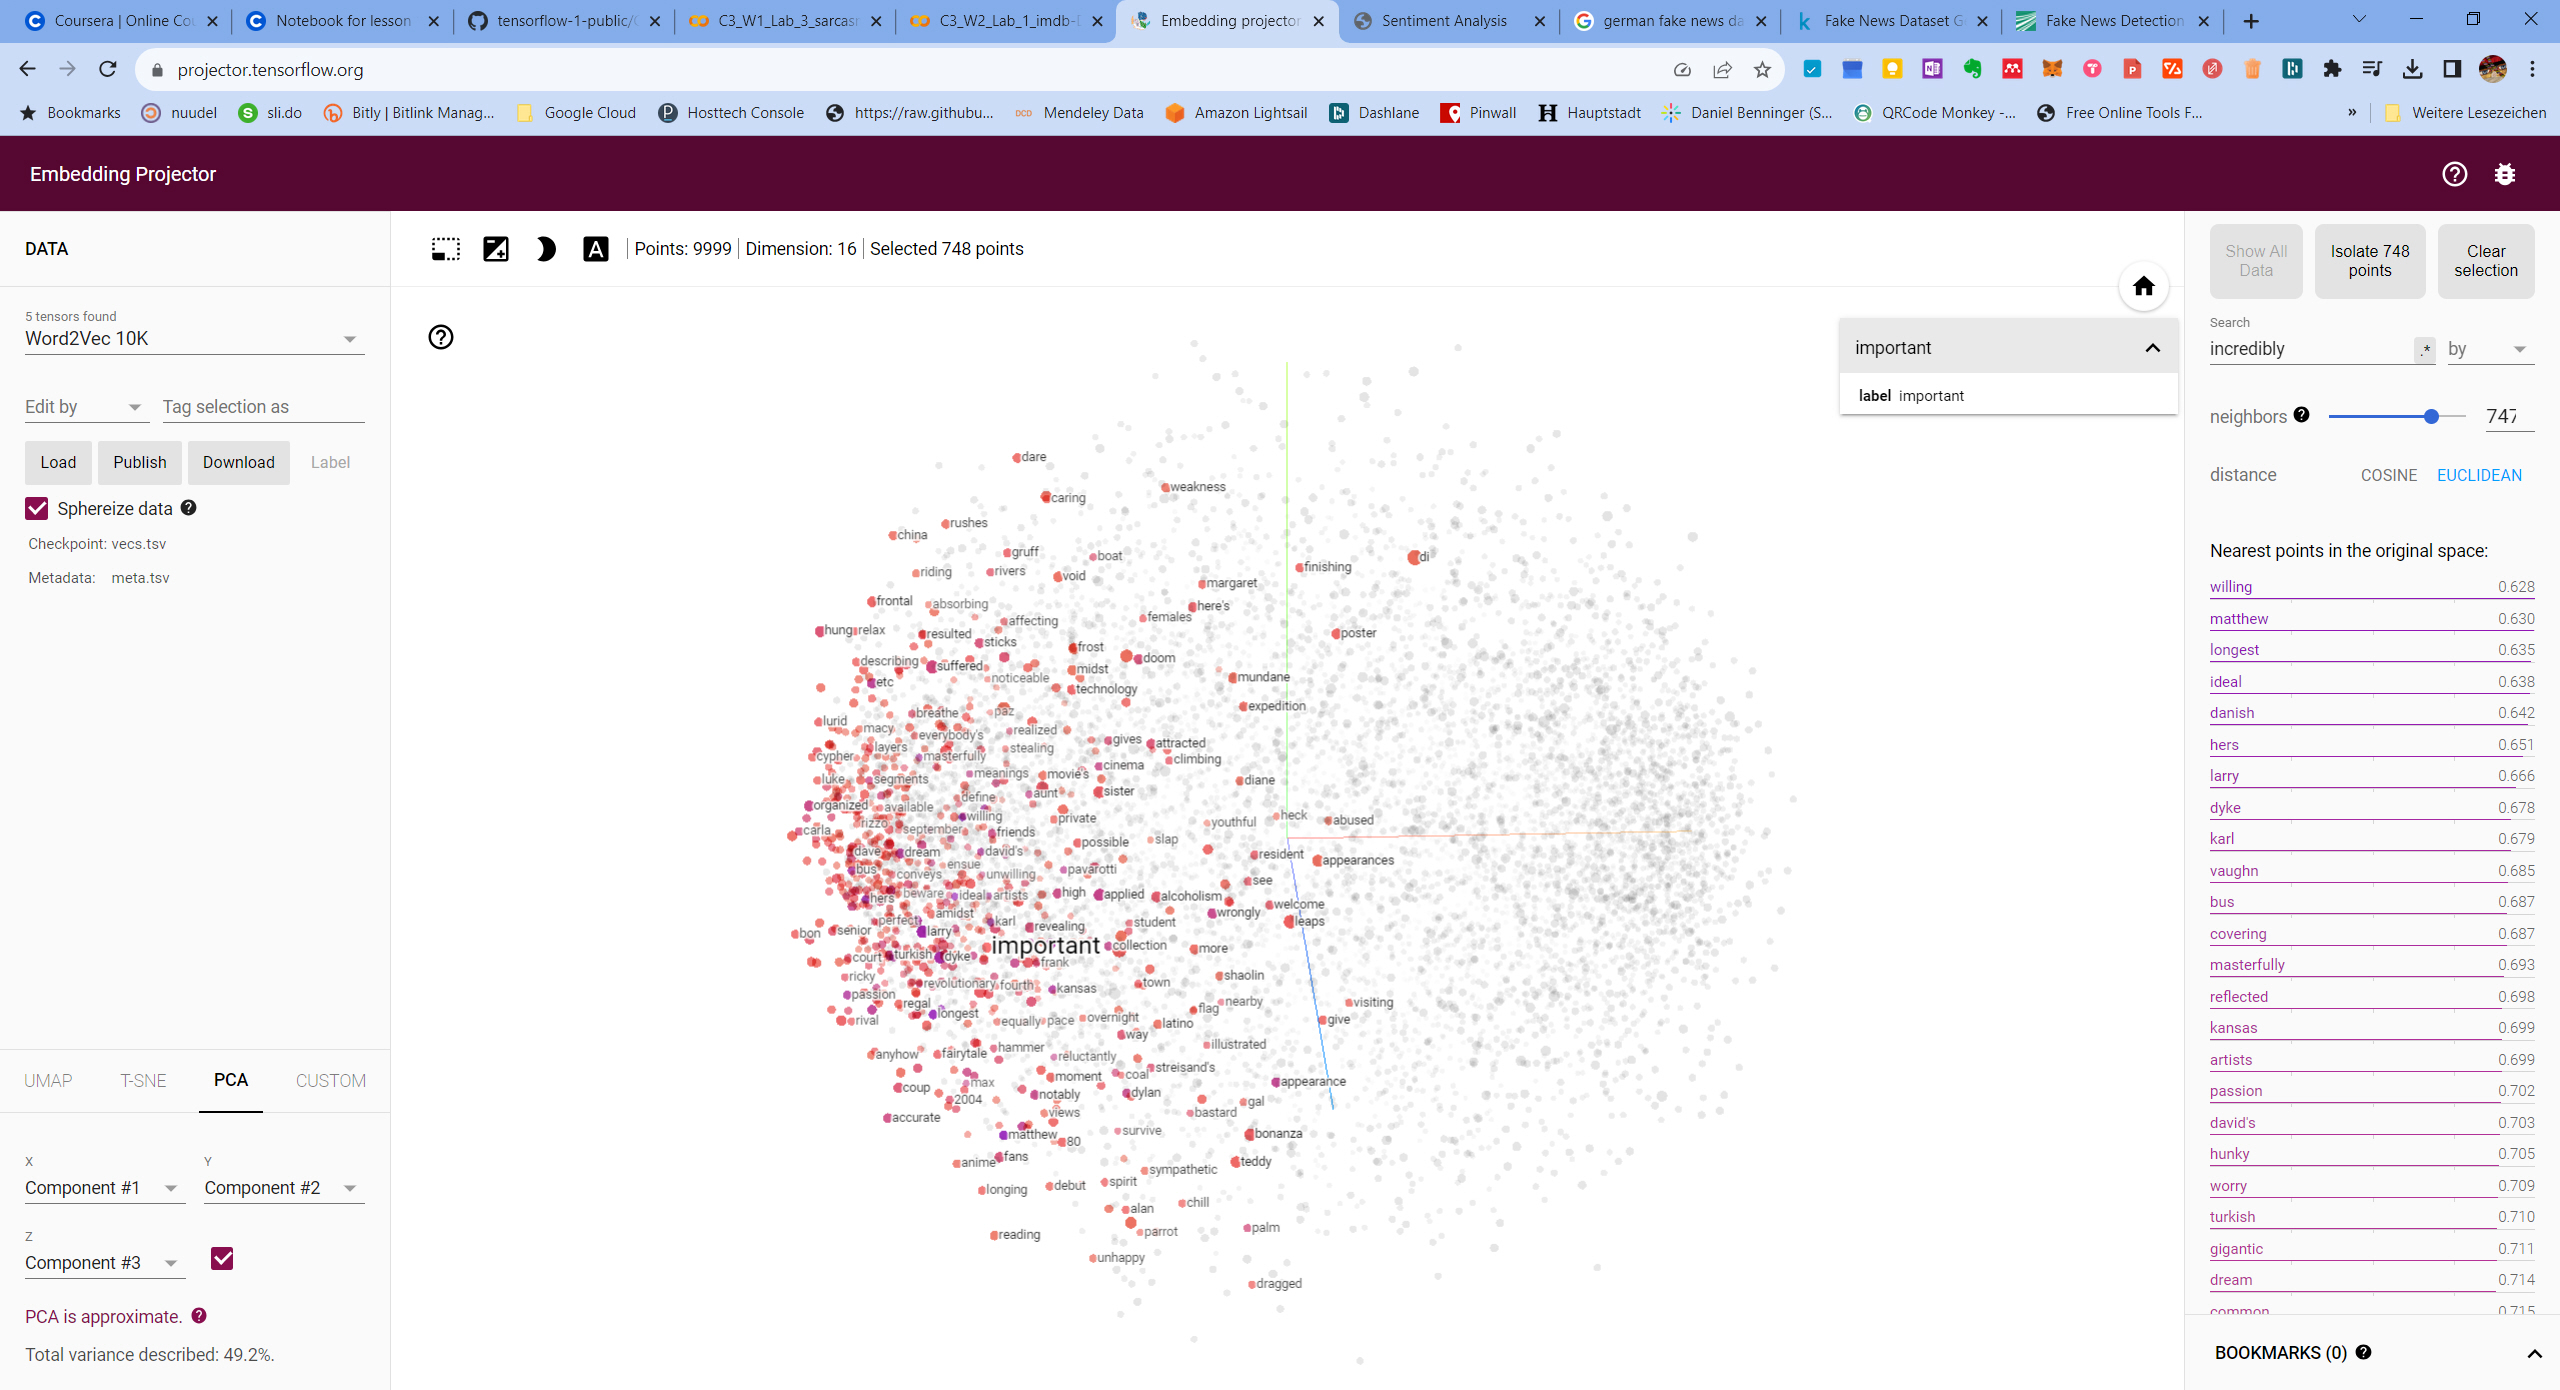 Coursera | Online Co
Notebook for lesson
tensorflow-1-public/
C3_W1_Lab_3_sarcas
C3_W2_Lab_1_imdb-
Embedding projector
Sentiment Analysis
german fake news da
Fake News Dataset G
Fake News Detection
projector.tensorflow.org
Bookmarks
nuudel
sli.do
Bitly | Bitlink Manag...
Google Cloud
Hosttech Console
https://raw.githubu...
Mendeley Data
Amazon Lightsail
Dashlane
Pinwall
Hauptstadt
Daniel Benninger (S...
QRCode Monkey -...
Free Online Tools F...
»
Weitere Lesezeichen
Embedding Projector
DATA
5 tensors found
Word2Vec 10K
Edit by
Tag selection as
Load
Publish
Download
Label
Sphereize data
Checkpoint: vecs.tsv
Metadata: meta.tsv
UMAP
T-SNE
PCA
CUSTOM
X
Component #1
Y
Component #2
Z
Component #3
PCA is approximate.
Total variance described: 49.2%.
Points: 9999 | Dimension: 16 | Selected 748 points
important
label important
dare
weakness
caring
rushes
china
gruff
boat
finishing
di
riding
rivers
void
margaret
frontal
absorbing
here's
affecting
females
hung
relax
resulted
sticks
poster
frost
describing
suffered
doom
midst
etc
noticeable
mundane
technology
expedition
breathe
paz
lurid
macy
everybody's
realized
layers
stealing
gives
attracted
cypher
masterfully
climbing
cinema
luke
segments
meanings
movie's
diane
define
aunt
sister
organized
available
willing
private
heck
rizzo
september
youthful
abused
carla
friends
possible
slap
dave
dream
david's
resident
appearances
ensue
bus
conveys
unwilling
pavarotti
see
beware
ideal
artists
high
applied
alcoholism
hers
welcome
amidst
wrongly
perfect
karl
revealing
student
leaps
bon
senior
larry
important
collection
more
court
turkish
dyke
frank
ricky
shaolin
revolutionary
fourth
kansas
town
passion
regal
nearby
visiting
longest
flag
rival
equally
pace
overnight
latino
give
way
anyhow
fairytale
hammer
illustrated
reluctantly
streisand's
coup
max
moment
coal
appearance
2004
notably
dylan
gal
accurate
views
bastard
matthew
80
survive
bonanza
anime
fans
teddy
sympathetic
longing
debut
spirit
chill
alan
reading
parrot
palm
unhappy
dragged
Show All
Data
Isolate 748
points
Clear
selection
Search
incredibly
.*
by
neighbors
747
distance
COSINE
EUCLIDEAN
Nearest points in the original space:
willing 0.628
matthew 0.630
longest 0.635
ideal 0.638
danish 0.642
hers 0.651
larry 0.666
dyke 0.678
karl 0.679
vaughn 0.685
bus 0.687
covering 0.687
masterfully 0.693
reflected 0.698
kansas 0.699
artists 0.699
passion 0.702
david's 0.703
hunky 0.705
worry 0.709
turkish 0.710
gigantic 0.711
dream 0.714
common 0.715
BOOKMARKS (0)